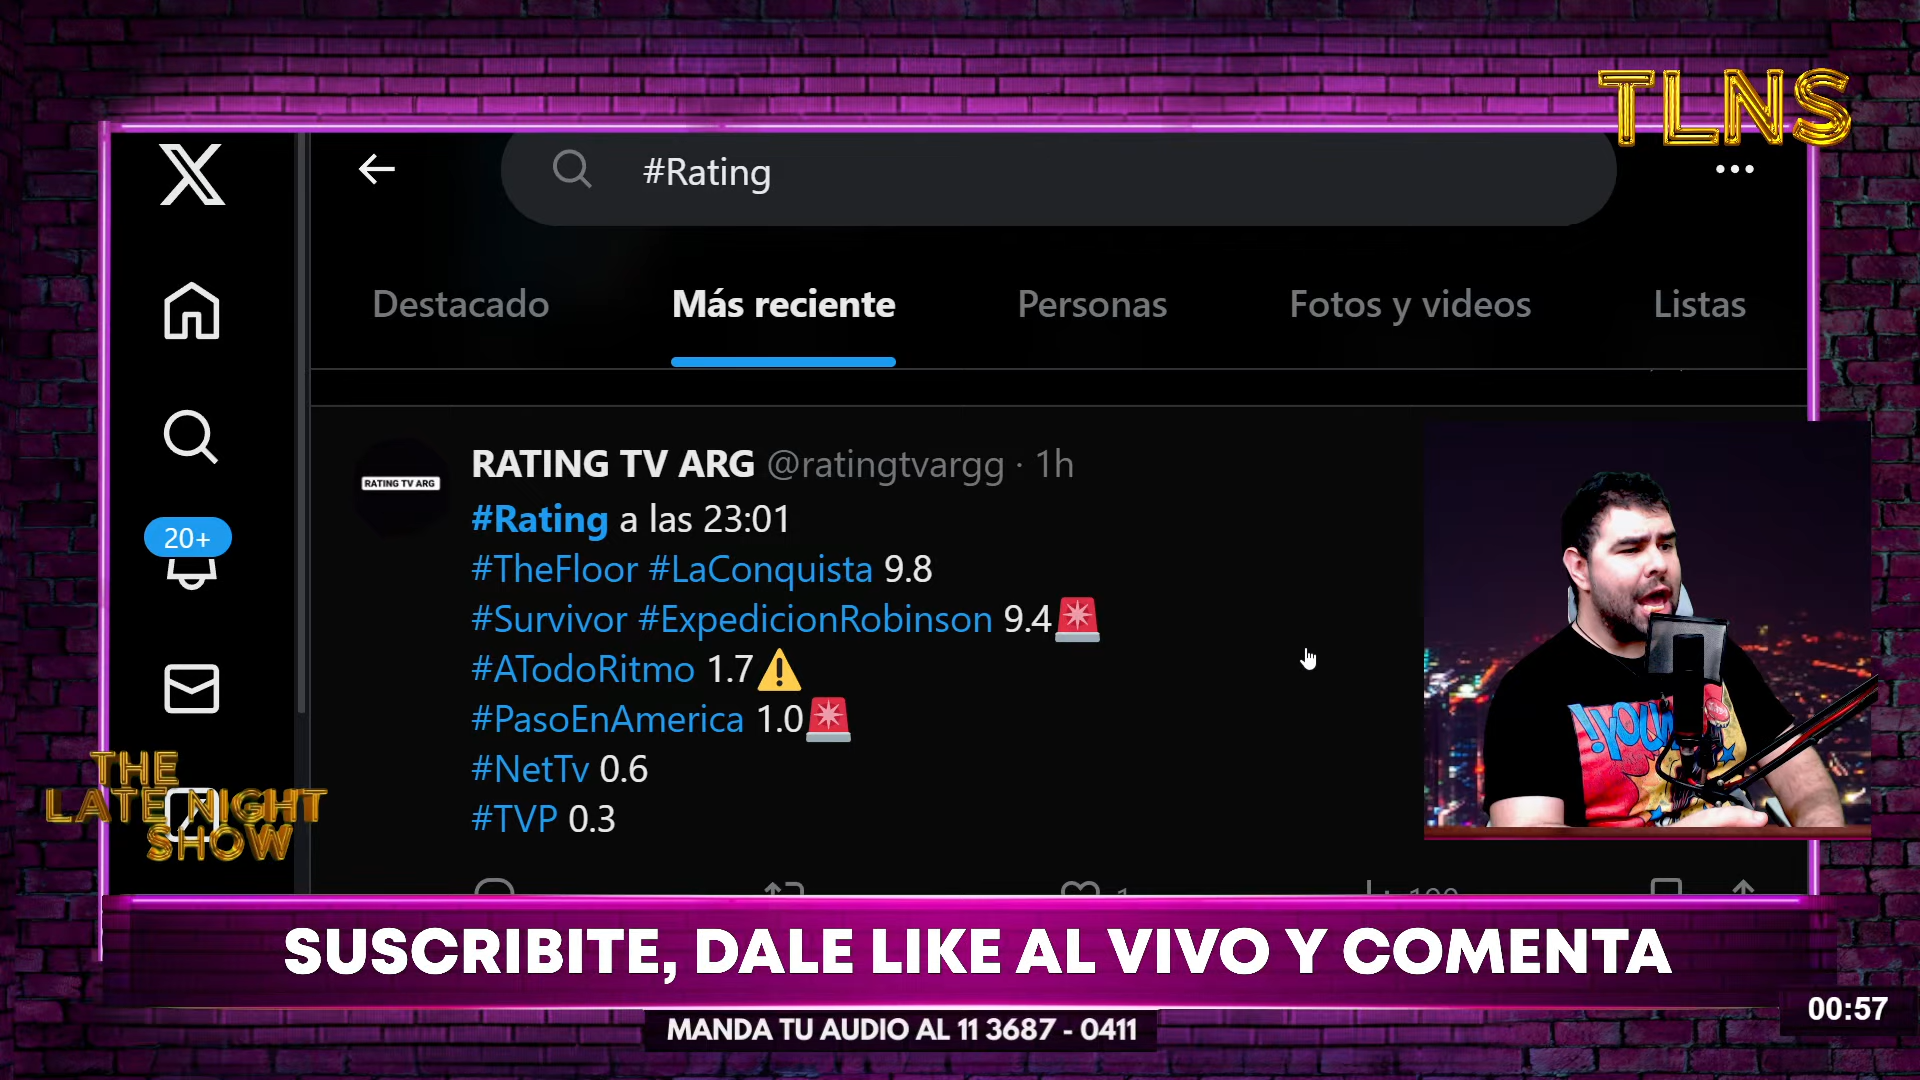 TLNS
#Rating
Destacado
Más reciente
Personas
Fotos y videos
Listas
20+
RATING TV ARG
RATING TV ARG @ratingtvargg · 1h
#Rating a las 23:01
#TheFloor #LaConquista 9.8
#Survivor #ExpedicionRobinson 9.4
#ATodoRitmo 1.7
#PasoEnAmerica 1.0
#NetTv 0.6
#TVP 0.3
THE
LATE NIGHT
SHOW
SUSCRIBITE, DALE LIKE AL VIVO Y COMENTA
MANDA TU AUDIO AL 11 3687 - 0411
00:57